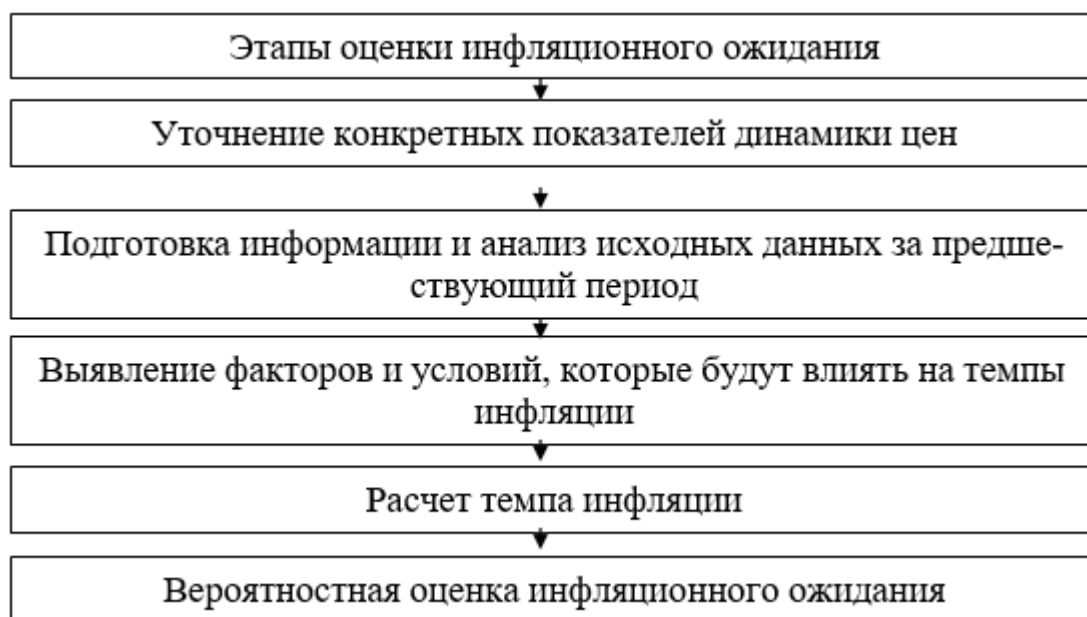 Этапы оценки инфляционного ожидания
Уточнение конкретных показателей динамики цен
Подготовка информации и анализ исходных данных за предше-
ствующий период
Выявление факторов и условий, которые будут влиять на темпы
инфляции
Расчет темпа инфляции
Вероятностная оценка инфляционного ожидания